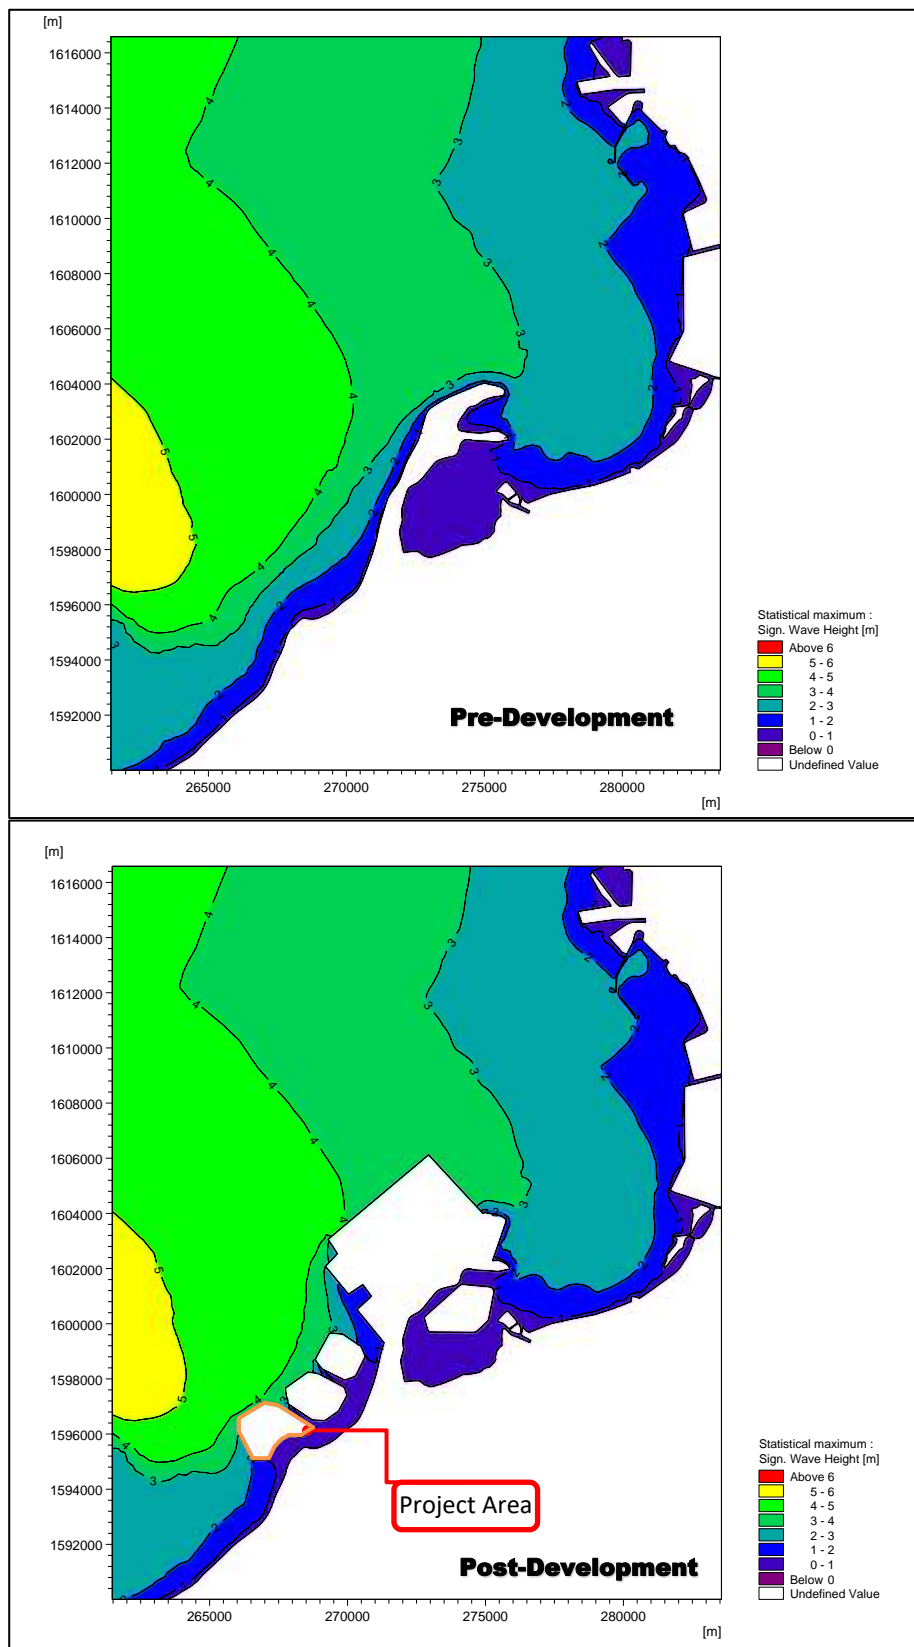 [m]
1616000
1614000
1612000
1610000
1608000
1606000
1604000
1602000
1600000
1598000
1596000
1594000
1592000
265000
270000
275000
280000
[m]
Pre-Development
Statistical maximum :
Sign. Wave Height [m]
Above 6
5 - 6
4 - 5
3 - 4
2 - 3
1 - 2
0 - 1
Below 0
Undefined Value
[m]
1616000
1614000
1612000
1610000
1608000
1606000
1604000
1602000
1600000
1598000
1596000
1594000
1592000
265000
270000
275000
280000
[m]
Project Area
Post-Development
Statistical maximum :
Sign. Wave Height [m]
Above 6
5 - 6
4 - 5
3 - 4
2 - 3
1 - 2
0 - 1
Below 0
Undefined Value